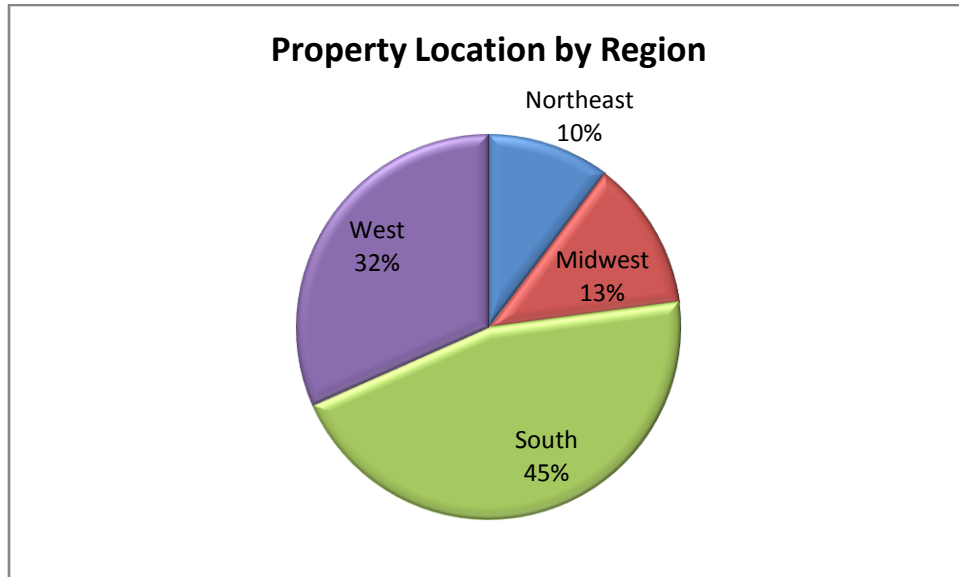 Property Location by Region
Northeast
10%
Midwest
13%
South
45%
West
32%